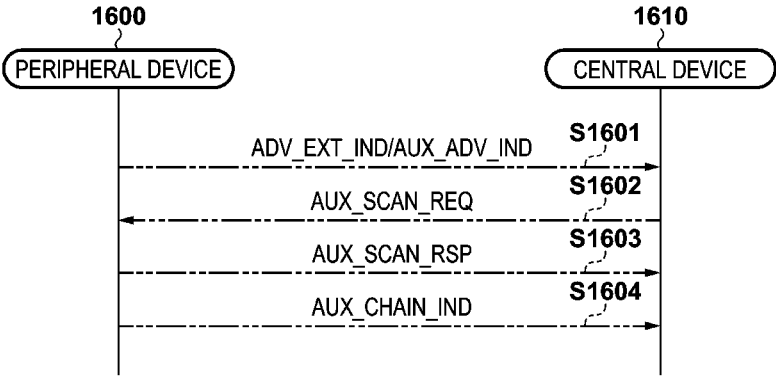 1600
1610
PERIPHERAL DEVICE
CENTRAL DEVICE
ADV_EXT_IND/AUX_ADV_IND
S1601
AUX_SCAN_REQ
S1602
AUX_SCAN_RSP
S1603
AUX_CHAIN_IND
S1604